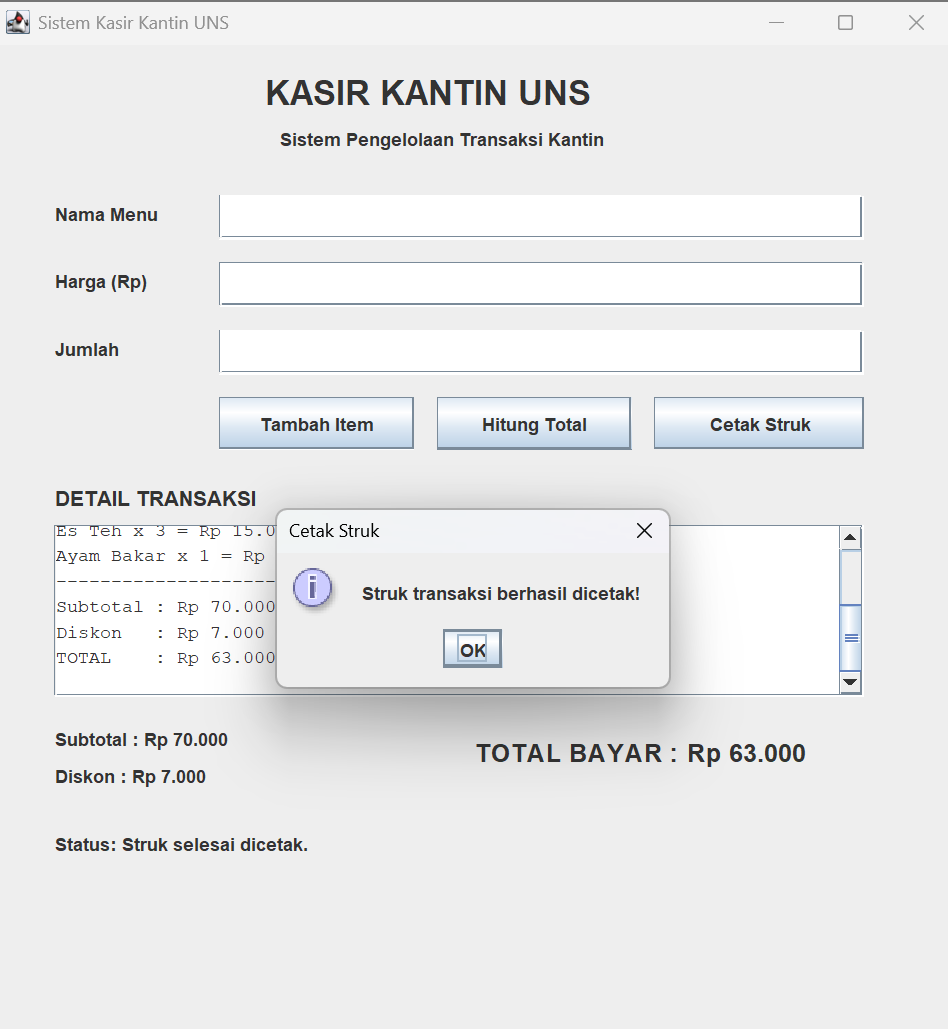 Sistem Kasir Kantin UNS
KASIR KANTIN UNS
Sistem Pengelolaan Transaksi Kantin
Nama Menu
Harga (Rp)
Jumlah
Tambah Item
Hitung Total
Cetak Struk
DETAIL TRANSAKSI
Es Teh x 3 = Rp 15.0
Ayam Bakar x 1 = Rp
--------------------
Subtotal : Rp 70.000
Diskon : Rp 7.000
TOTAL : Rp 63.000
Cetak Struk
Struk transaksi berhasil dicetak!
OK
Subtotal : Rp 70.000
Diskon : Rp 7.000
TOTAL BAYAR : Rp 63.000
Status: Struk selesai dicetak.